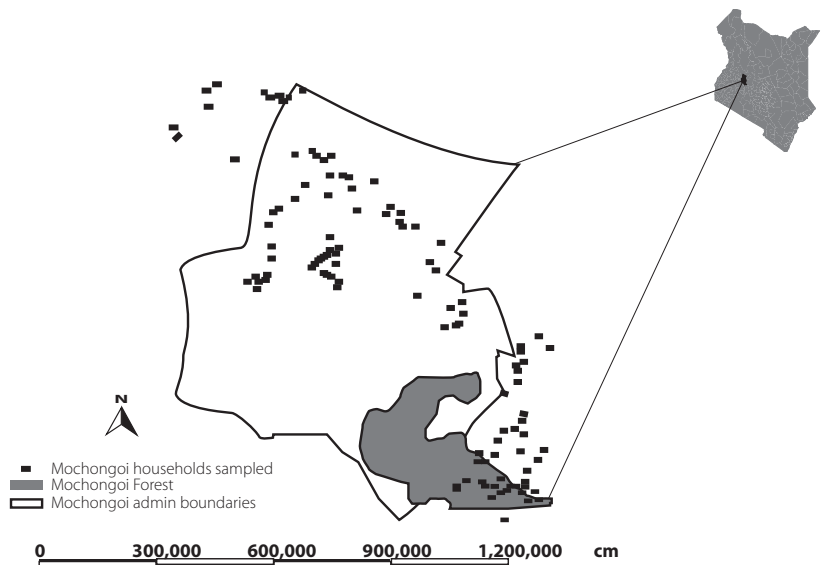 N
Mochongoi households sampled
Mochongoi Forest
Mochongoi admin boundaries
0 300,000 600,000 900,000 1,200,000 cm